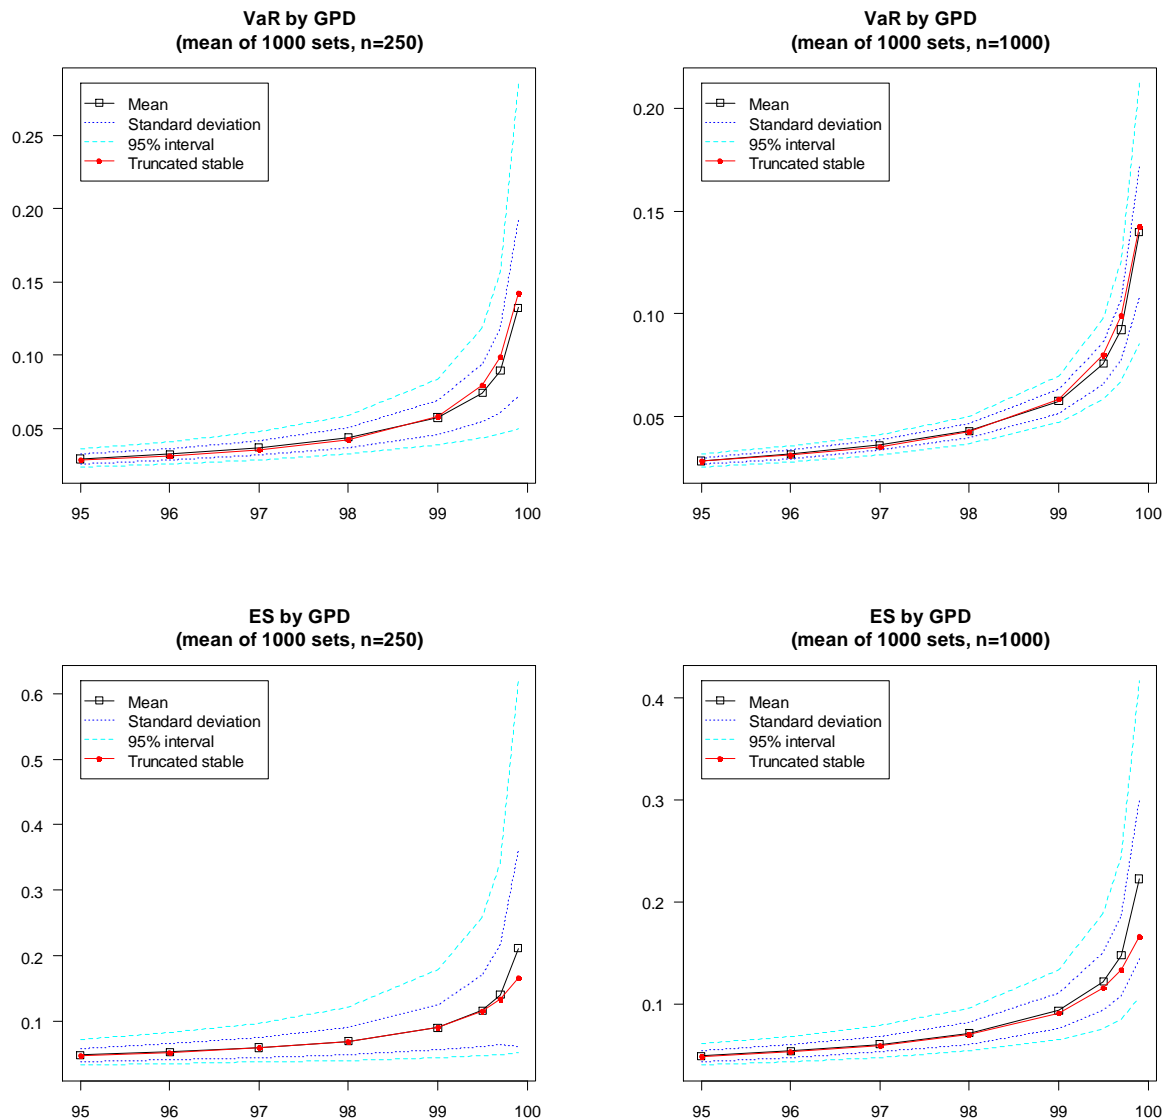 VaR by GPD
(mean of 1000 sets, n=250)
Mean
Standard deviation
95% interval
Truncated stable
0.25
0.20
0.15
0.10
0.05
95 96 97 98 99 100
VaR by GPD
(mean of 1000 sets, n=1000)
Mean
Standard deviation
95% interval
Truncated stable
0.20
0.15
0.10
0.05
95 96 97 98 99 100
ES by GPD
(mean of 1000 sets, n=250)
Mean
Standard deviation
95% interval
Truncated stable
0.6
0.5
0.4
0.3
0.2
0.1
95 96 97 98 99 100
ES by GPD
(mean of 1000 sets, n=1000)
Mean
Standard deviation
95% interval
Truncated stable
0.4
0.3
0.2
0.1
95 96 97 98 99 100